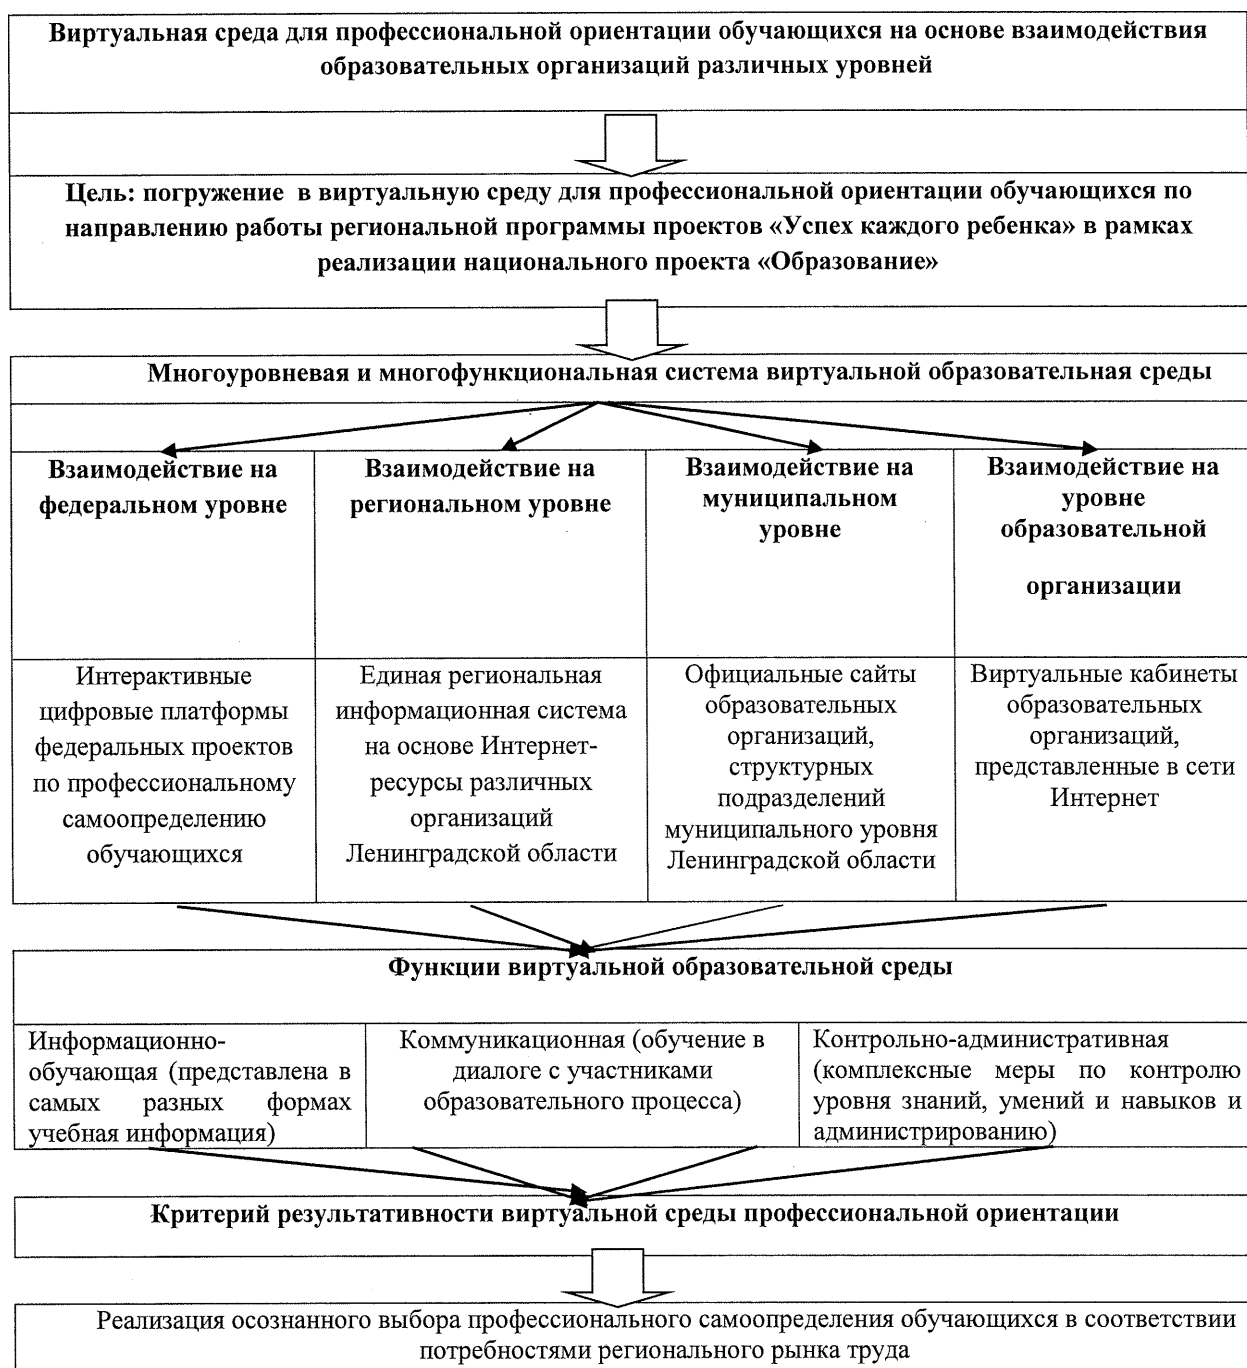 Виртуальная среда для профессиональной ориентации обучающихся на основе взаимодействия
образовательных организаций различных уровней
Цель: погружение в виртуальную среду для профессиональной ориентации обучающихся по
направлению работы региональной программы проектов «Успех каждого ребенка» в рамках
реализации национального проекта «Образование»
Многоуровневая и многофункциональная система виртуальной образовательная среды
Взаимодействие на
федеральном уровне
Взаимодействие на
региональном уровне
Взаимодействие на
муниципальном
уровне
Взаимодействие на
уровне
образовательной
организации
Интерактивные
цифровые платформы
федеральных проектов
по профессиональному
самоопределению
обучающихся
Единая региональная
информационная система
на основе Интернет-
ресурсы различных
организаций
Ленинградской области
Официальные сайты
образовательных
организаций,
структурных
подразделений
муниципального уровня
Ленинградской области
Виртуальные кабинеты
образовательных
организаций,
представленные в сети
Интернет
Функции виртуальной образовательной среды
Информационно-
обучающая (представлена в
самых разных формах
учебная информация)
Коммуникационная (обучение в
диалоге с участниками
образовательного процесса)
Контрольно-административная
(комплексные меры по контролю
уровня знаний, умений и навыков и
администрированию)
Критерий результативности виртуальной среды профессиональной ориентации
Реализация осознанного выбора профессионального самоопределения обучающихся в соответствии
потребностями регионального рынка труда